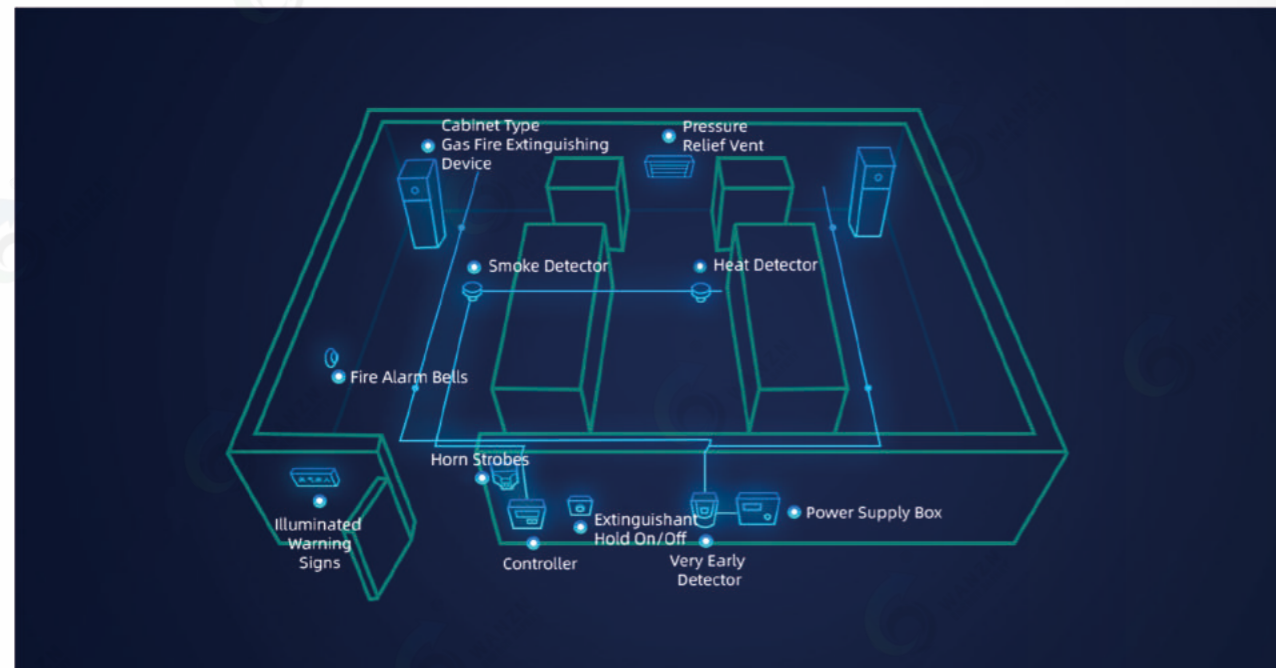 Cabinet Type
Gas Fire Extinguishing
Device
Pressure
Relief Vent
Smoke Detector
Heat Detector
Fire Alarm Bells
Horn Strobes
Illuminated
Warning
Signs
Controller
Extinguishant
Hold On/Off
Very Early
Detector
Power Supply Box